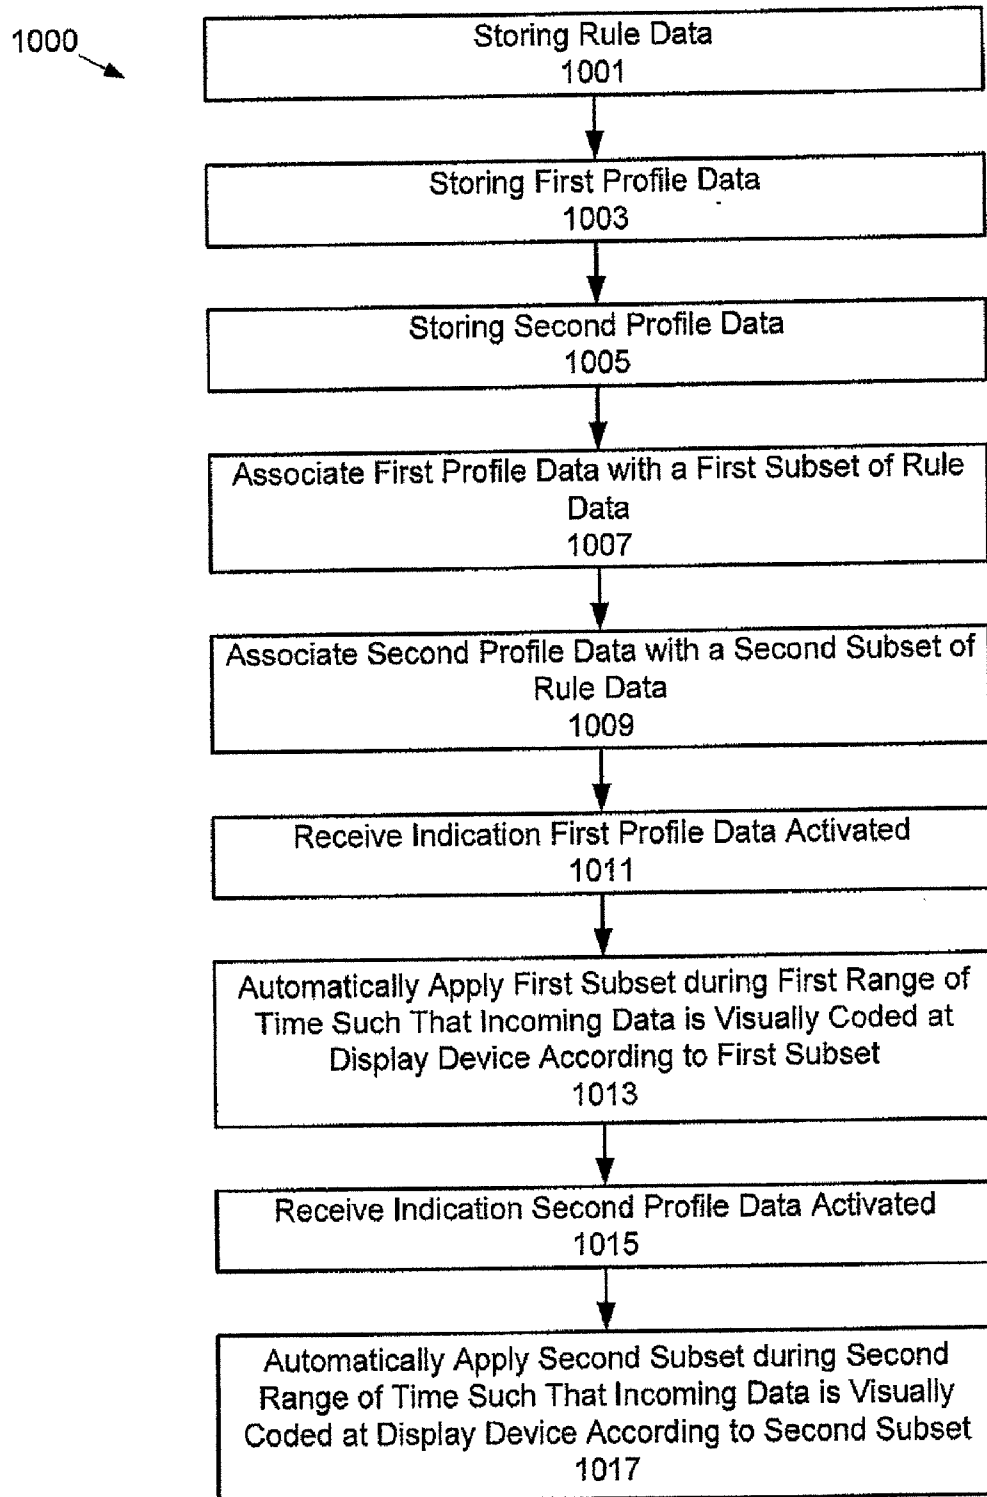 1000
Storing Rule Data
1001
Storing First Profile Data
1003
Storing Second Profile Data
1005
Associate First Profile Data with a First Subset of Rule
Data
1007
Associate Second Profile Data with a Second Subset of
Rule Data
1009
Receive Indication First Profile Data Activated
1011
Automatically Apply First Subset during First Range of
Time Such That Incoming Data is Visually Coded at
Display Device According to First Subset
1013
Receive Indication Second Profile Data Activated
1015
Automatically Apply Second Subset during Second
Range of Time Such That Incoming Data is Visually
Coded at Display Device According to Second Subset
1017